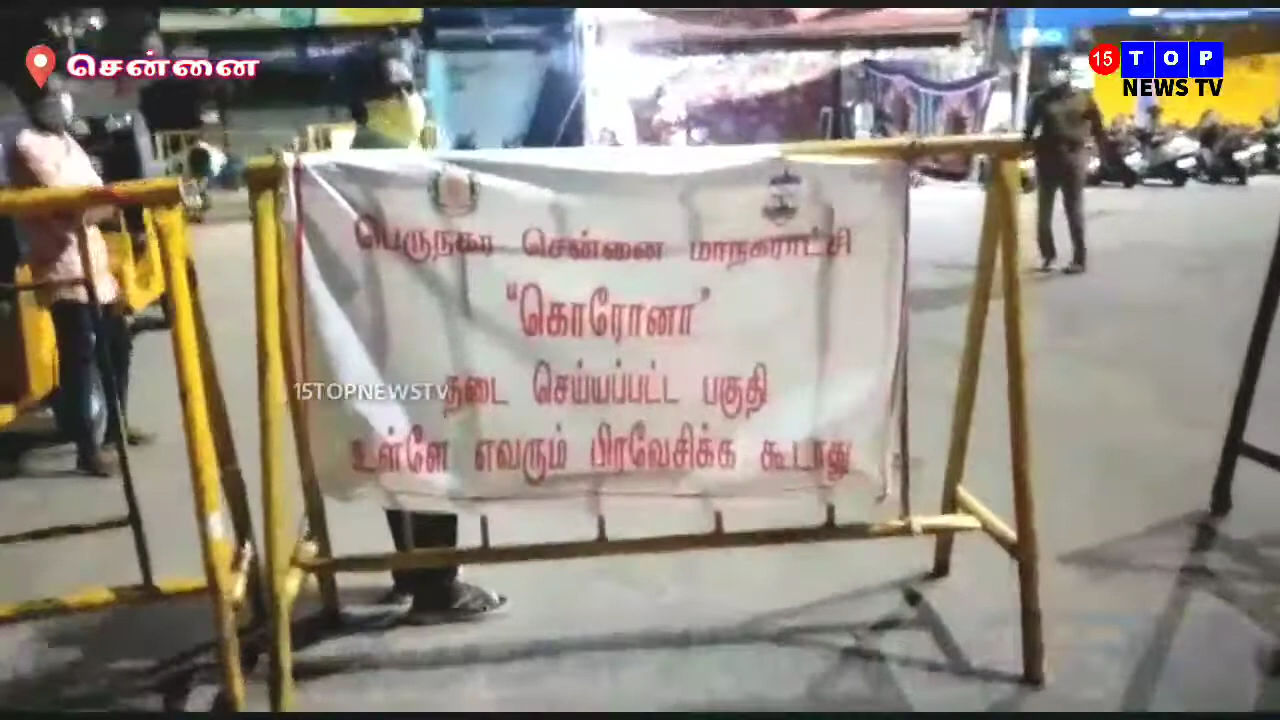 சென்னை
15 TOP
NEWS TV
பெருநகர சென்னை மாநகராட்சி
"கொரோனா"
தடை செய்யப்பட்ட பகுதி
15TOPNEWSTV
உள்ளே எவரும் பிரவேசிக்க கூடாது